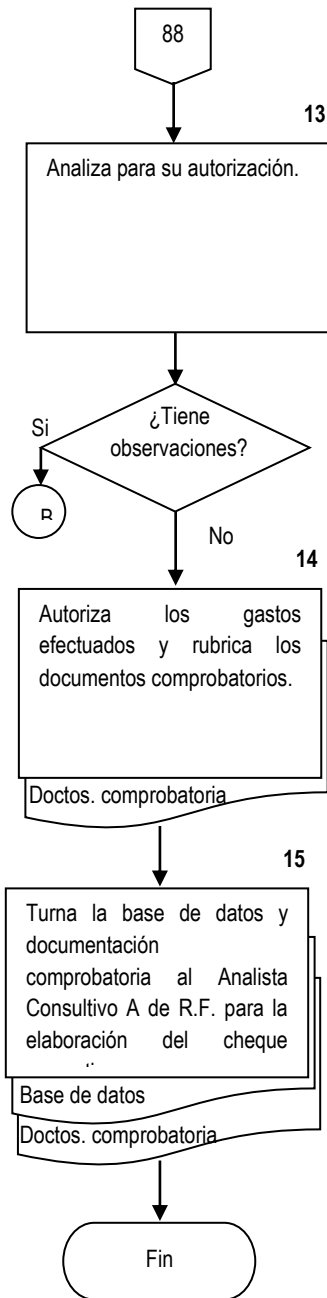 88
13
Analiza para su autorización.
¿Tiene
observaciones?
Si
No
14
Autoriza los gastos
efectuados y rubrica los
documentos comprobatorios.
Doctos. comprobatoria
15
Turna la base de datos y
documentación
comprobatoria al Analista
Consultivo A de R.F. para la
elaboración del cheque
Base de datos
Doctos. comprobatoria
Fin